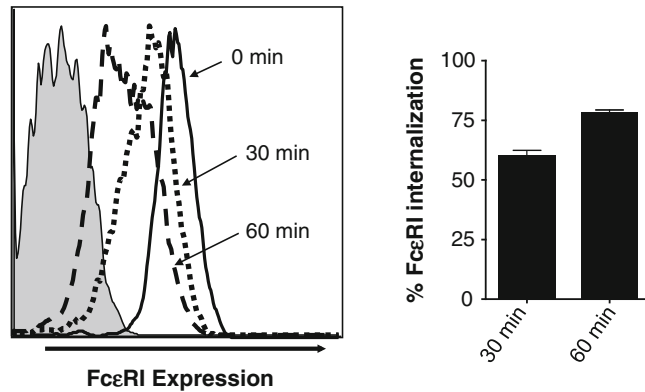 0 min
30 min
60 min
FcεRI Expression
% FcεRI internalization
100
75
50
25
0
30 min
60 min